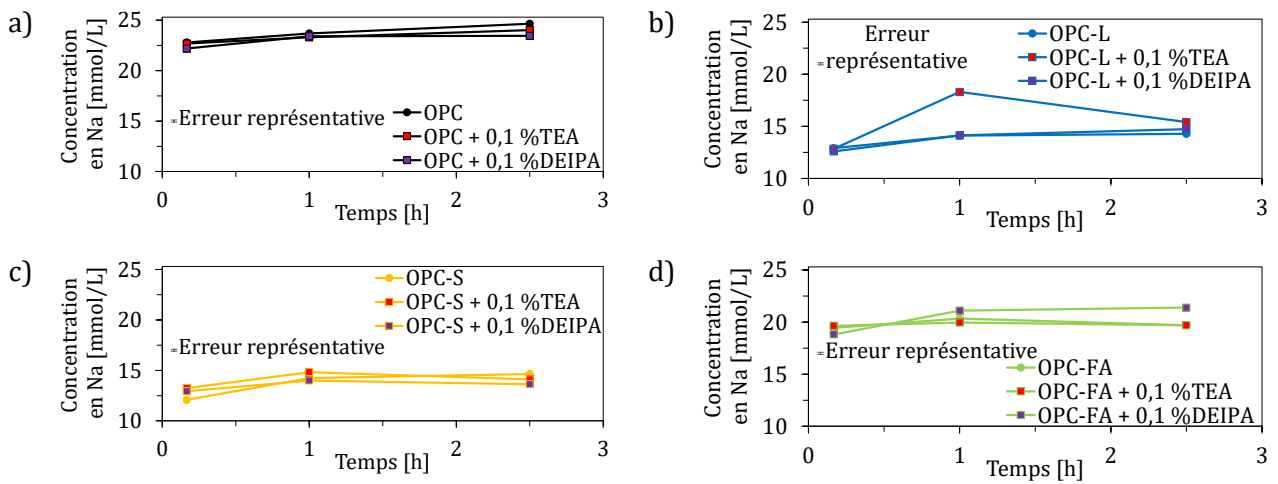 a)
Concentration
en Na [mmol/L]
25
20
15
10
Erreur représentative
OPC
OPC + 0,1 %TEA
OPC + 0,1 %DEIPA
0
1
2
3
Temps [h]
b)
Concentration
en Na [mmol/L]
25
20
15
10
Erreur
représentative
OPC-L
OPC-L + 0,1 %TEA
OPC-L + 0,1 %DEIPA
0
1
2
3
Temps [h]
c)
Concentration
en Na [mmol/L]
25
20
15
10
OPC-S
OPC-S + 0,1 %TEA
OPC-S + 0,1 %DEIPA
Erreur représentative
0
1
2
3
Temps [h]
d)
Concentration
en Na [mmol/L]
25
20
15
10
Erreur représentative
OPC-FA
OPC-FA + 0,1 %TEA
OPC-FA + 0,1 %DEIPA
0
1
2
3
Temps [h]